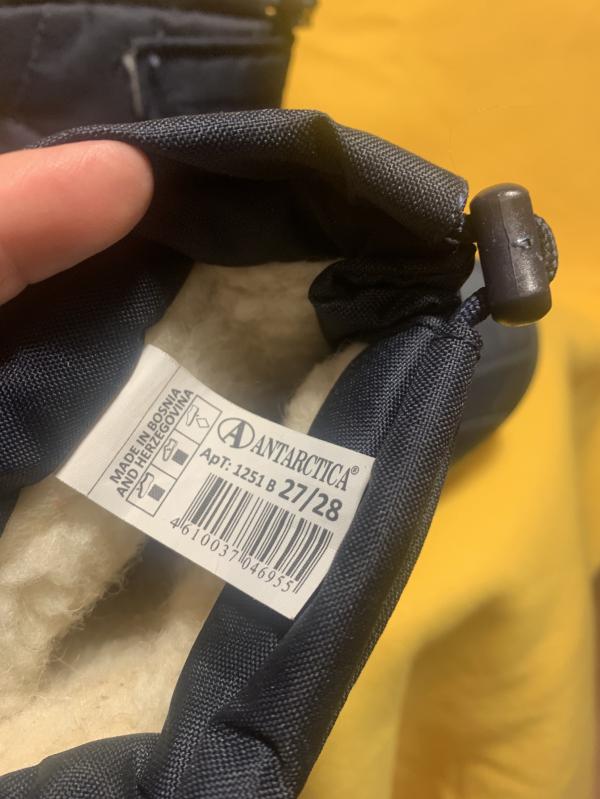 MADE IN BOSNIA
AND HERZEGOVINA
ANTARCTICA®
АрТ: 1251 B 27/28
4610037046955